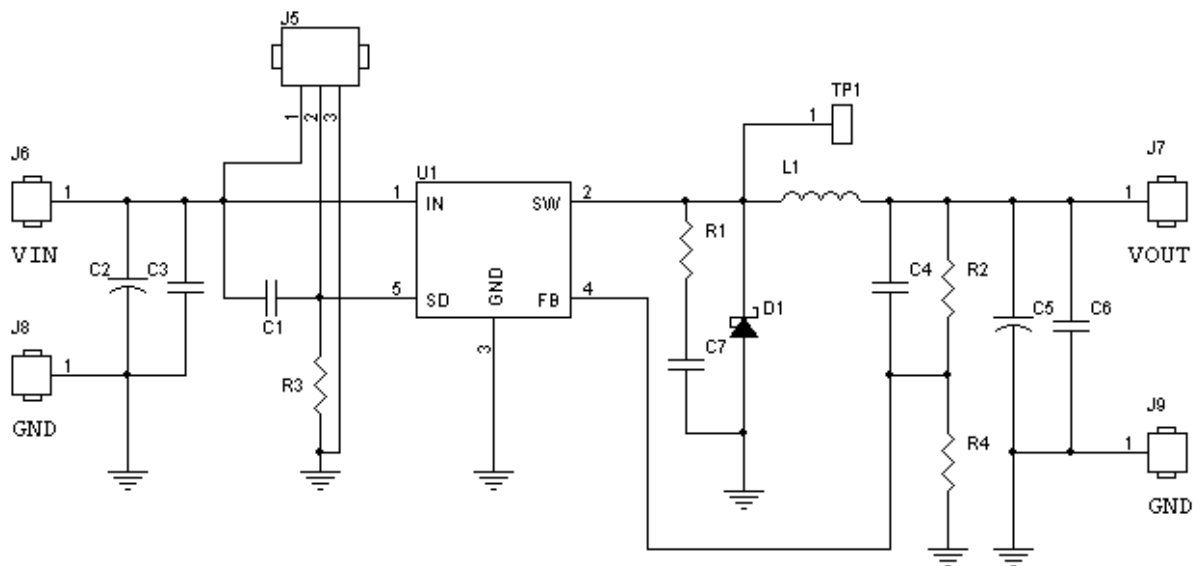 J5
1 2 3
TP1
1
J6
1
VIN
U1
1 IN SW 2
L1
J7
1
VOUT
C2 C3
R1
C4 R2
5 SD GND FB 4
C1
D1
C5 C6
J8
1
GND
3
C7
R3
J9
1
GND
R4